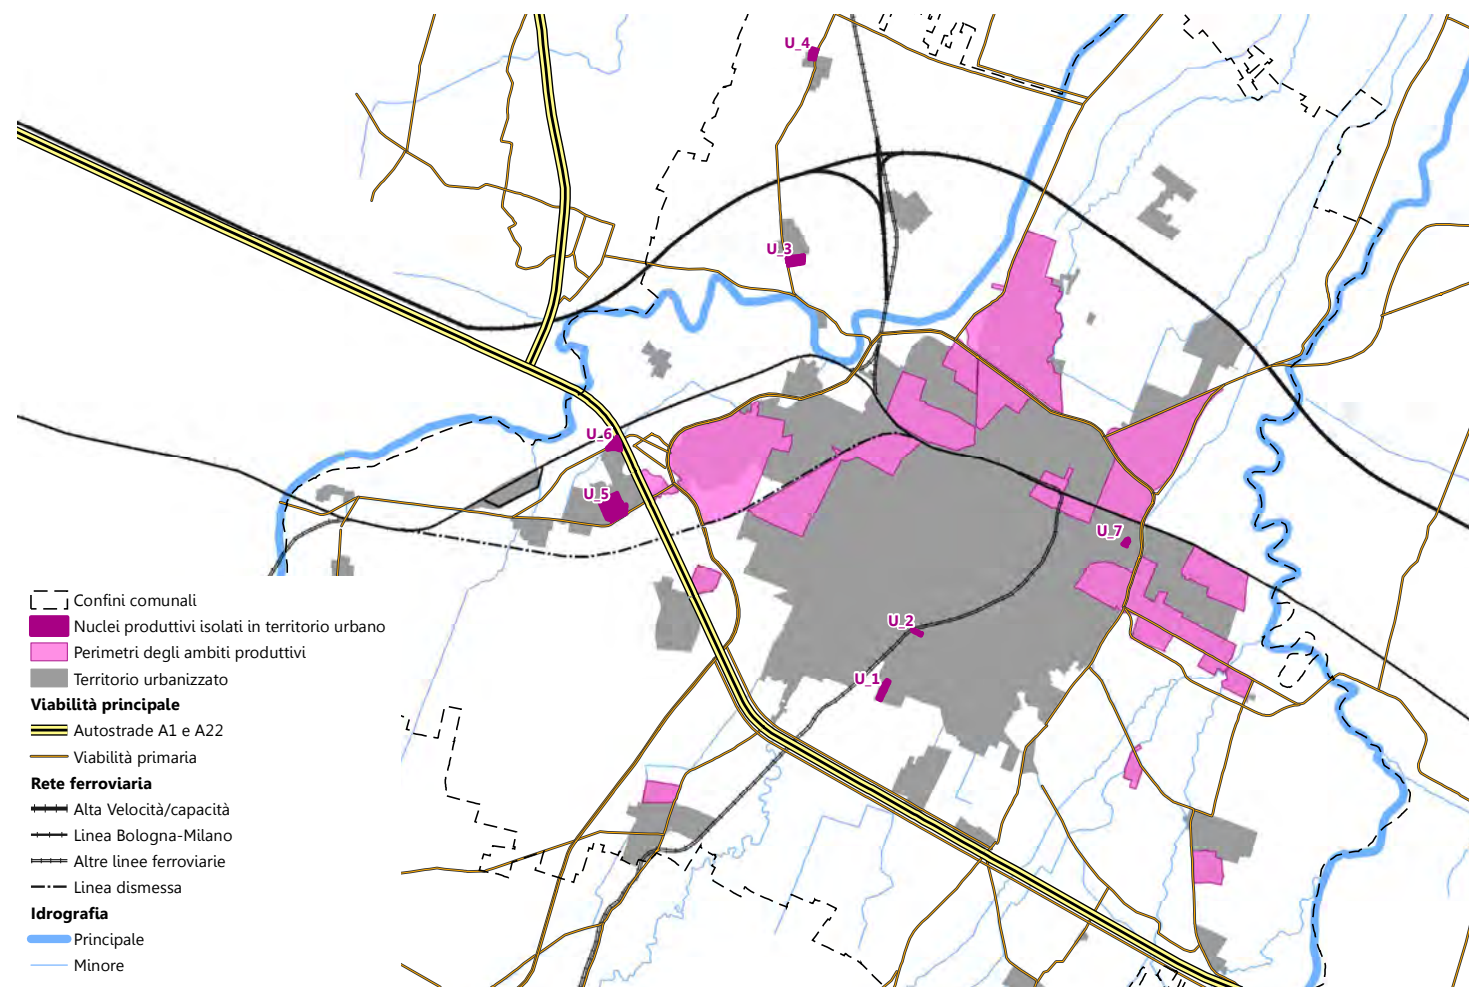 U_4
U_3
U_6
U_5
U_7
U_2
U_1
Confini comunali
Nuclei produttivi isolati in territorio urbano
Perimetri degli ambiti produttivi
Territorio urbanizzato
Viabilità principale
Autostrade A1 e A22
Viabilità primaria
Rete ferroviaria
Alta Velocità/capacità
Linea Bologna-Milano
Altre linee ferroviarie
Linea dismessa
Idrografia
Principale
Minore